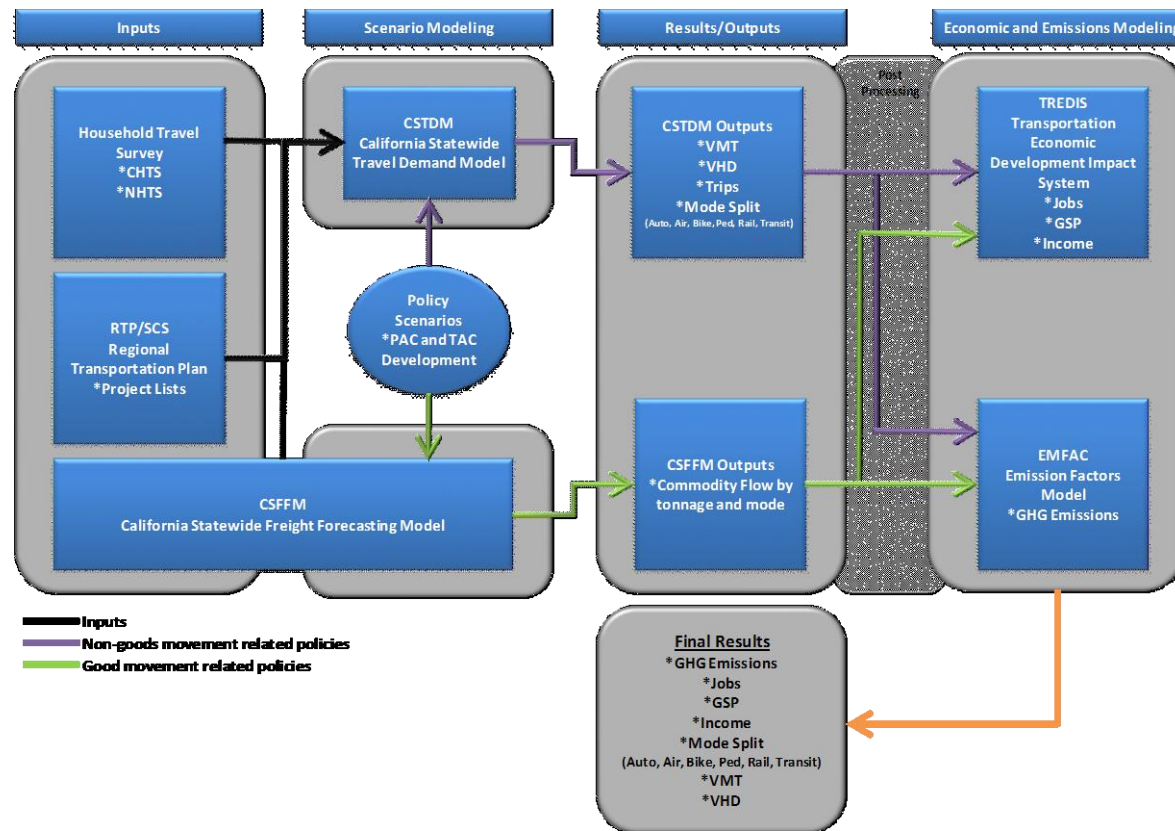 Inputs
Scenario Modeling
Results/Outputs
Economic and Emissions Modeling
Household Travel
Survey
*CHTS
*NHTS
RTP/SCS
Regional
Transportation Plan
*Project Lists
CSFFM
California Statewide Freight Forecasting Model
CSTDM
California Statewide
Travel Demand Model
Policy
Scenarios
*PAC and TAC
Development
CSTDM Outputs
*VMT
*VHD
*Trips
*Mode Split
(Auto, Air, Bike, Ped, Rail, Transit)
CSFFM Outputs
*Commodity Flow by
tonnage and mode
Post
Processing
TREDIS
Transportation
Economic
Development Impact
System
*Jobs
*GSP
*Income
EMFAC
Emission Factors
Model
*GHG Emissions
Inputs
Non-goods movement related policies
Good movement related policies
Final Results
*GHG Emissions
*Jobs
*GSP
*Income
*Mode Split
(Auto, Air, Bike, Ped, Rail, Transit)
*VMT
*VHD